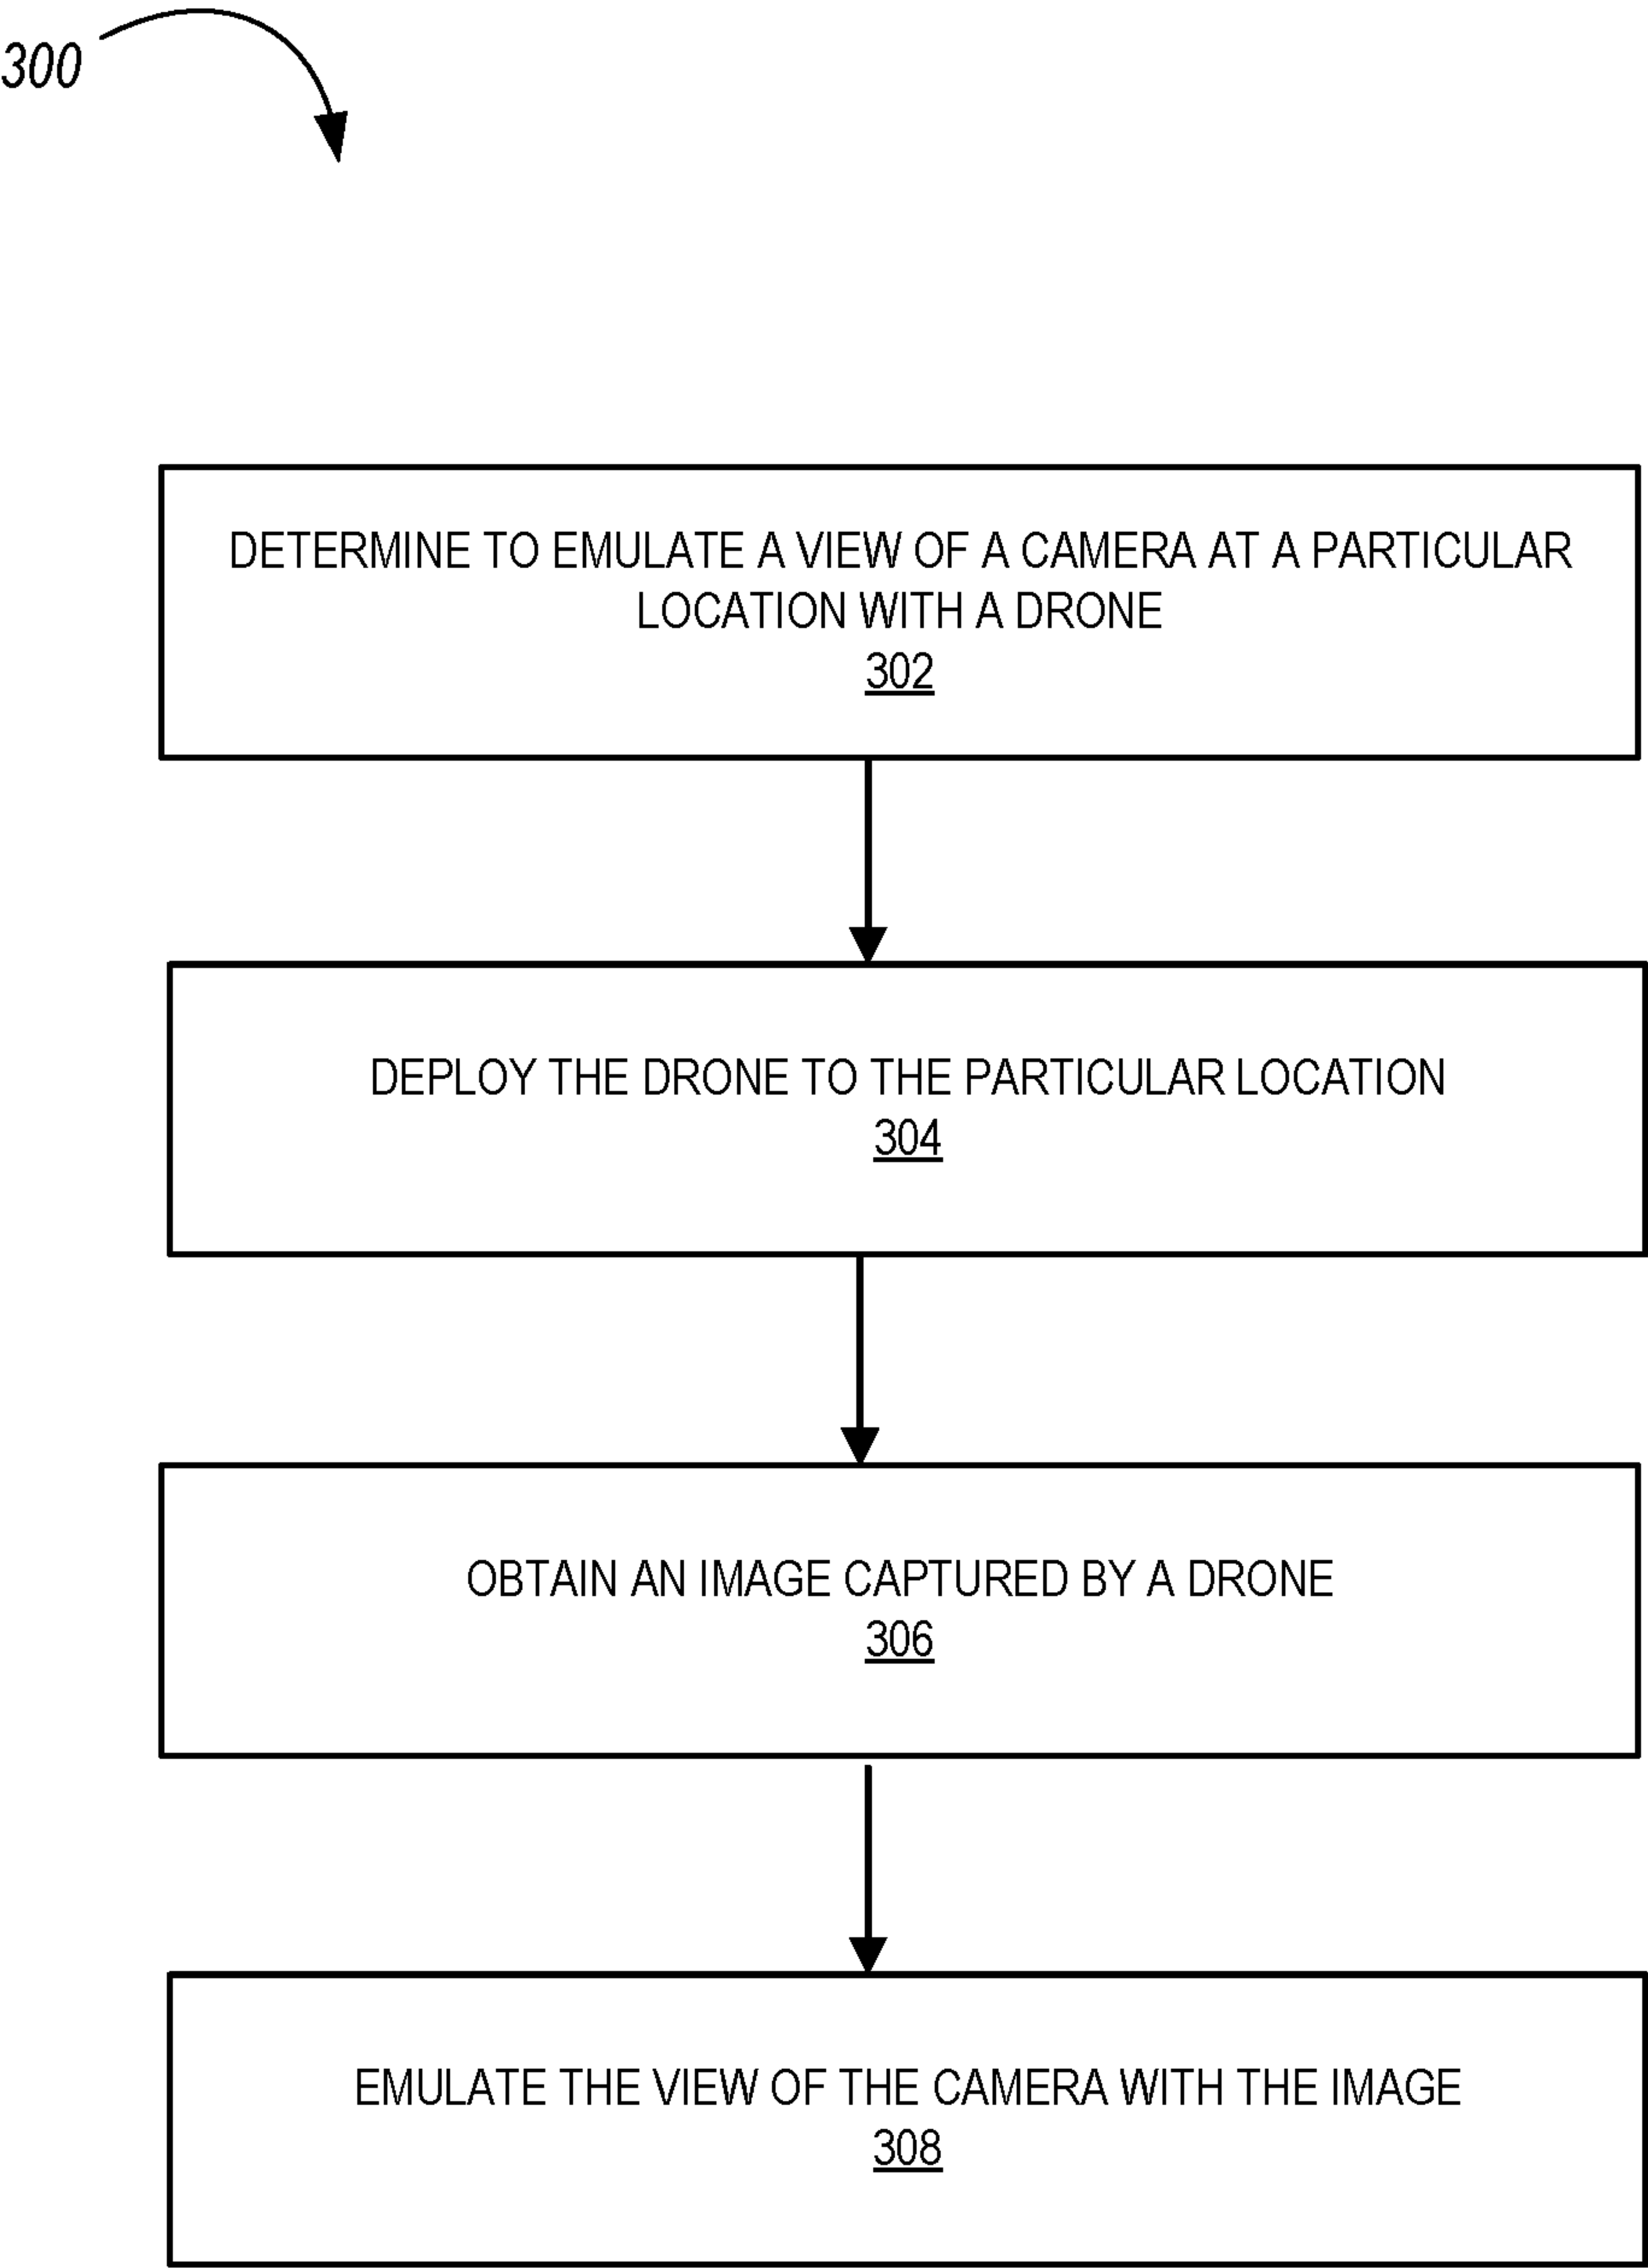 300
DETERMINE TO EMULATE A VIEW OF A CAMERA AT A PARTICULAR
LOCATION WITH A DRONE
302
DEPLOY THE DRONE TO THE PARTICULAR LOCATION
304
OBTAIN AN IMAGE CAPTURED BY A DRONE
306
EMULATE THE VIEW OF THE CAMERA WITH THE IMAGE
308